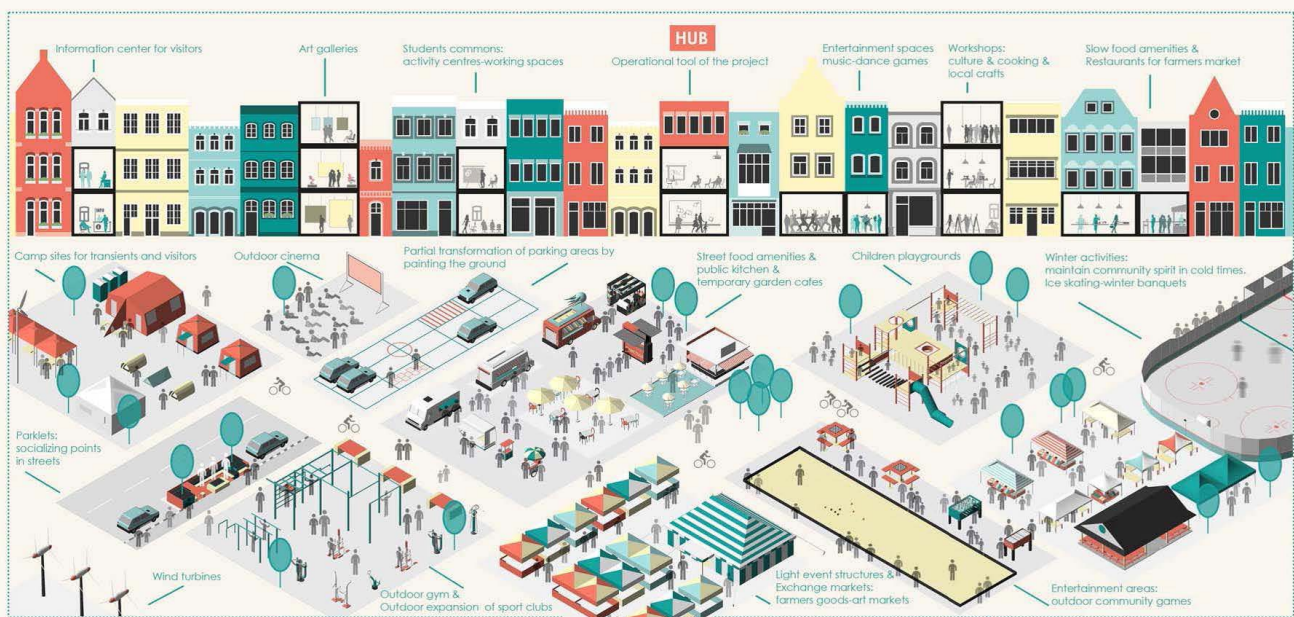 Information center for visitors
Art galleries
Students commons:
activity centres-working spaces
HUB
Operational tool of the project
Entertainment spaces
music-dance games
Workshops:
culture & cooking &
local crafts
Slow food amenities &
Restaurants for farmers market
Camp sites for transients and visitors
Outdoor cinema
Partial transformation of parking areas by
painting the ground
Street food amenities &
public kitchen &
temporary garden cafes
Children playgrounds
Winter activities:
maintain community spirit in cold times.
Ice skating-winter banquets
Parklets:
socializing points
in streets
Wind turbines
Outdoor gym &
Outdoor expansion of sport clubs
Light event structures &
Exchange markets:
farmers goods-art markets
Entertainment areas:
outdoor community games